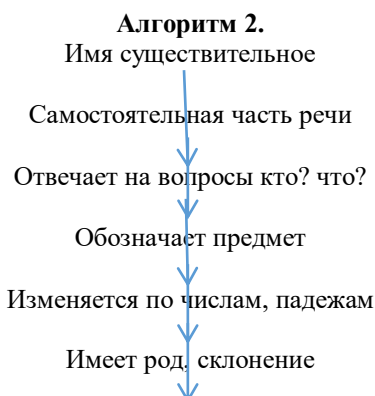 Алгоритм 2.
Имя существительное
Самостоятельная часть речи
Отвечает на вопросы кто? что?
Обозначает предмет
Изменяется по числам, падежам
Имеет род, склонение